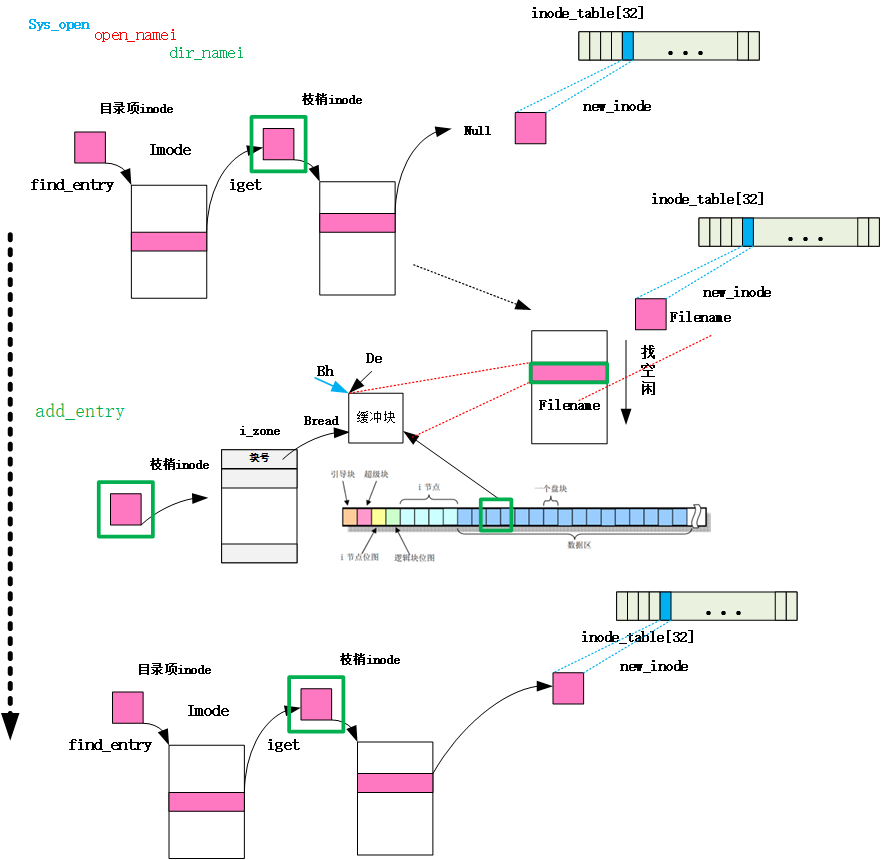 Sys_open
open_namei
dir_namei
inode_table[32]
目录项inode
枝梢inode
new_inode
Null
Imode
find_entry
iget
inode_table[32]
new_inode
Filename
找
空
闲
De
Bh
Filename
add_entry
缓冲块
Bread
i_zone
块号
枝梢inode
引导块
超级块
i 节点
一个盘块
i 节点位图
逻辑块位图
数据区
inode_table[32]
new_inode
枝梢inode
目录项inode
Imode
find_entry
iget